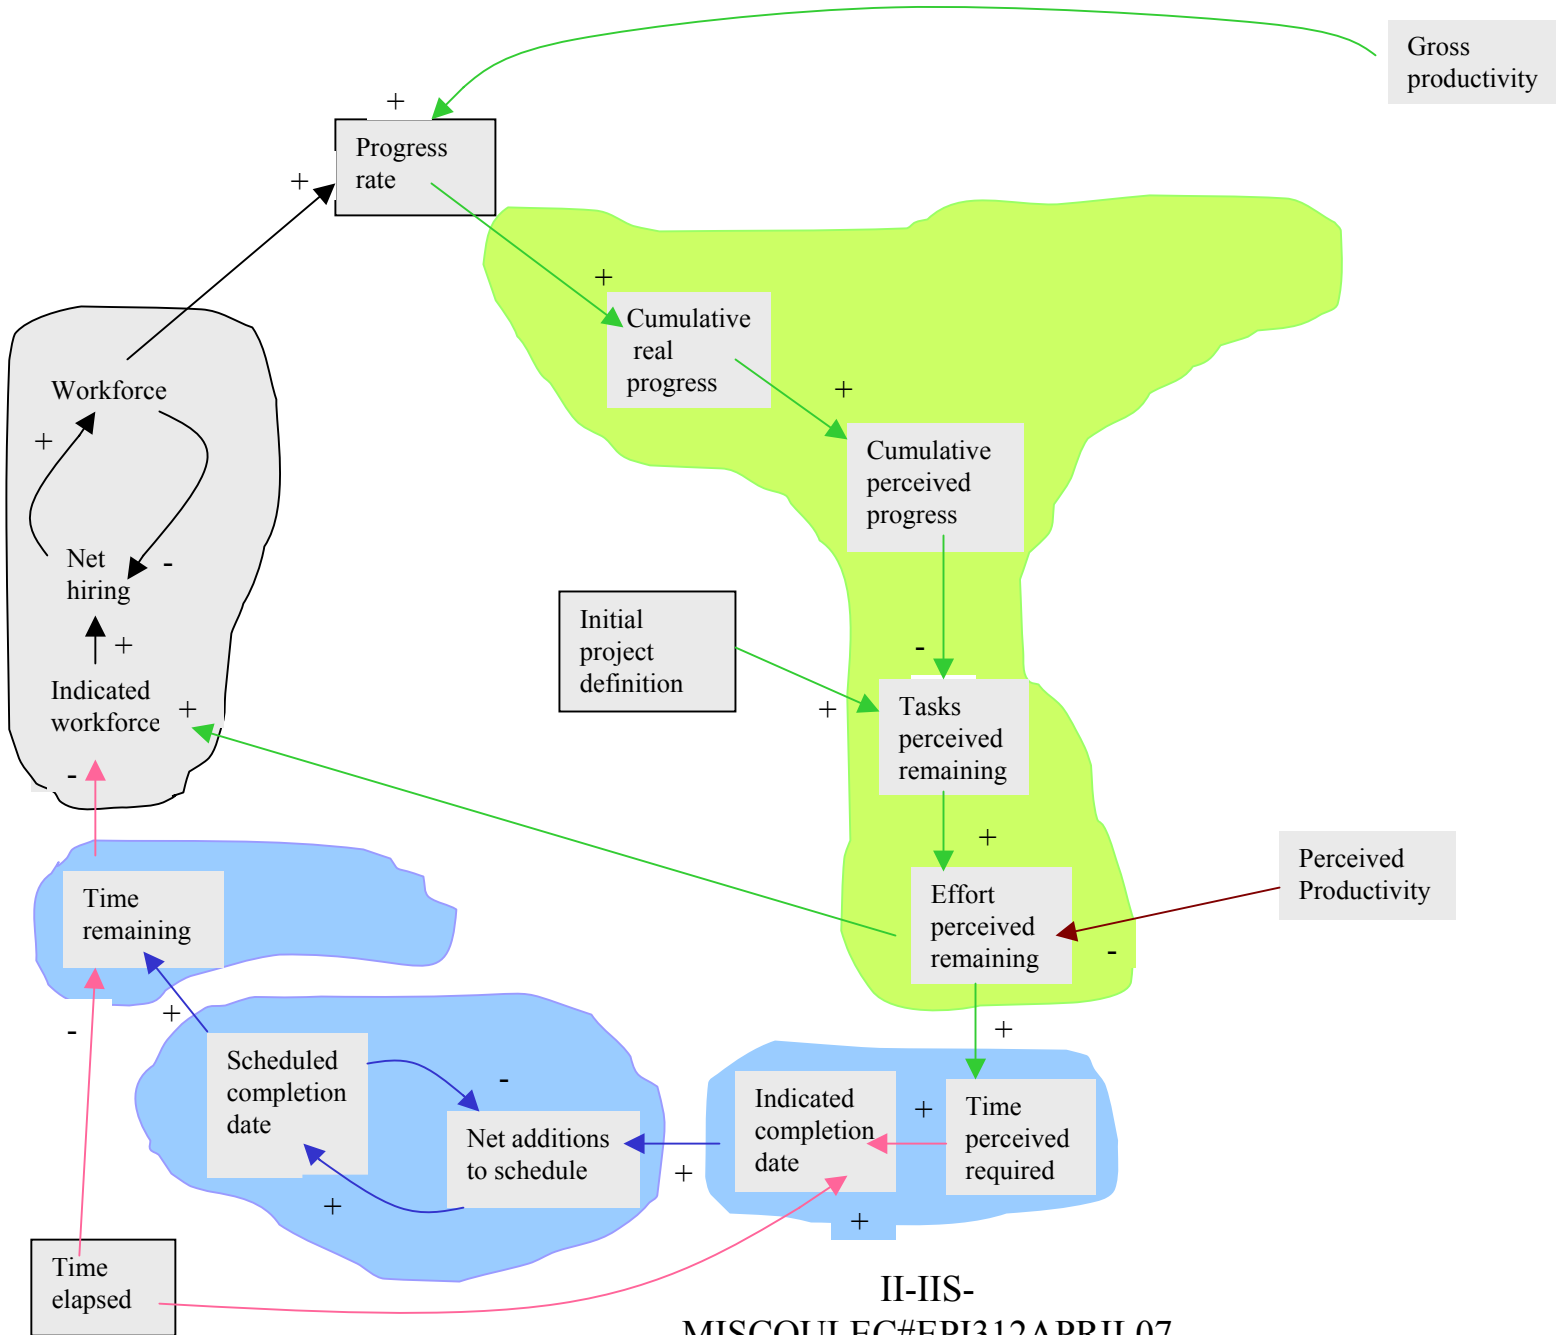 Gross
productivity
+
Progress
rate
+
+
Cumulative
real
progress
+
Workforce
+
Cumulative
perceived
progress
Net
hiring
-
Initial
project
definition
-
+
Indicated
workforce
+
+
Tasks
perceived
remaining
-
+
Perceived
Productivity
Time
remaining
Effort
perceived
remaining
-
+
-
+
Scheduled
completion
date
-
Indicated
completion
date
+
Time
perceived
required
Net additions
to schedule
+
+
+
Time
elapsed
II-IIS-
MISCOULEC#EPI312APRIL07